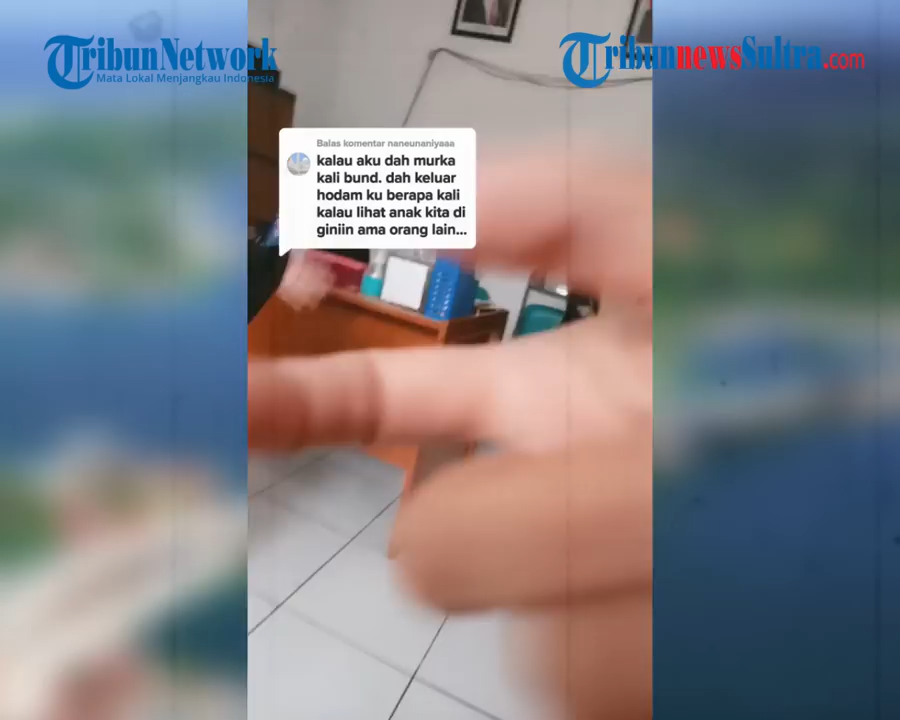 TribunNetwork
Mata Lokal Menjangkau Indonesia
TribunnewsSultra.com
Balas komentar naneunaniyaaa
kalau aku dah murka
kali bund. dah keluar
hodam ku berapa kali
kalau lihat anak kita di
giniin ama orang lain...